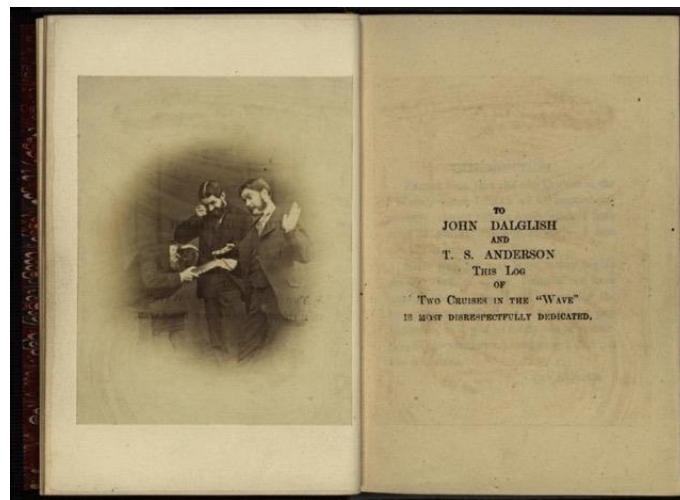 TO
JOHN DALGLISH
AND
T. S. ANDERSON
THIS LOG
OF
TWO CRUISES IN THE "WAVE"
IS MOST DISRESPECTFULLY DEDICATED.